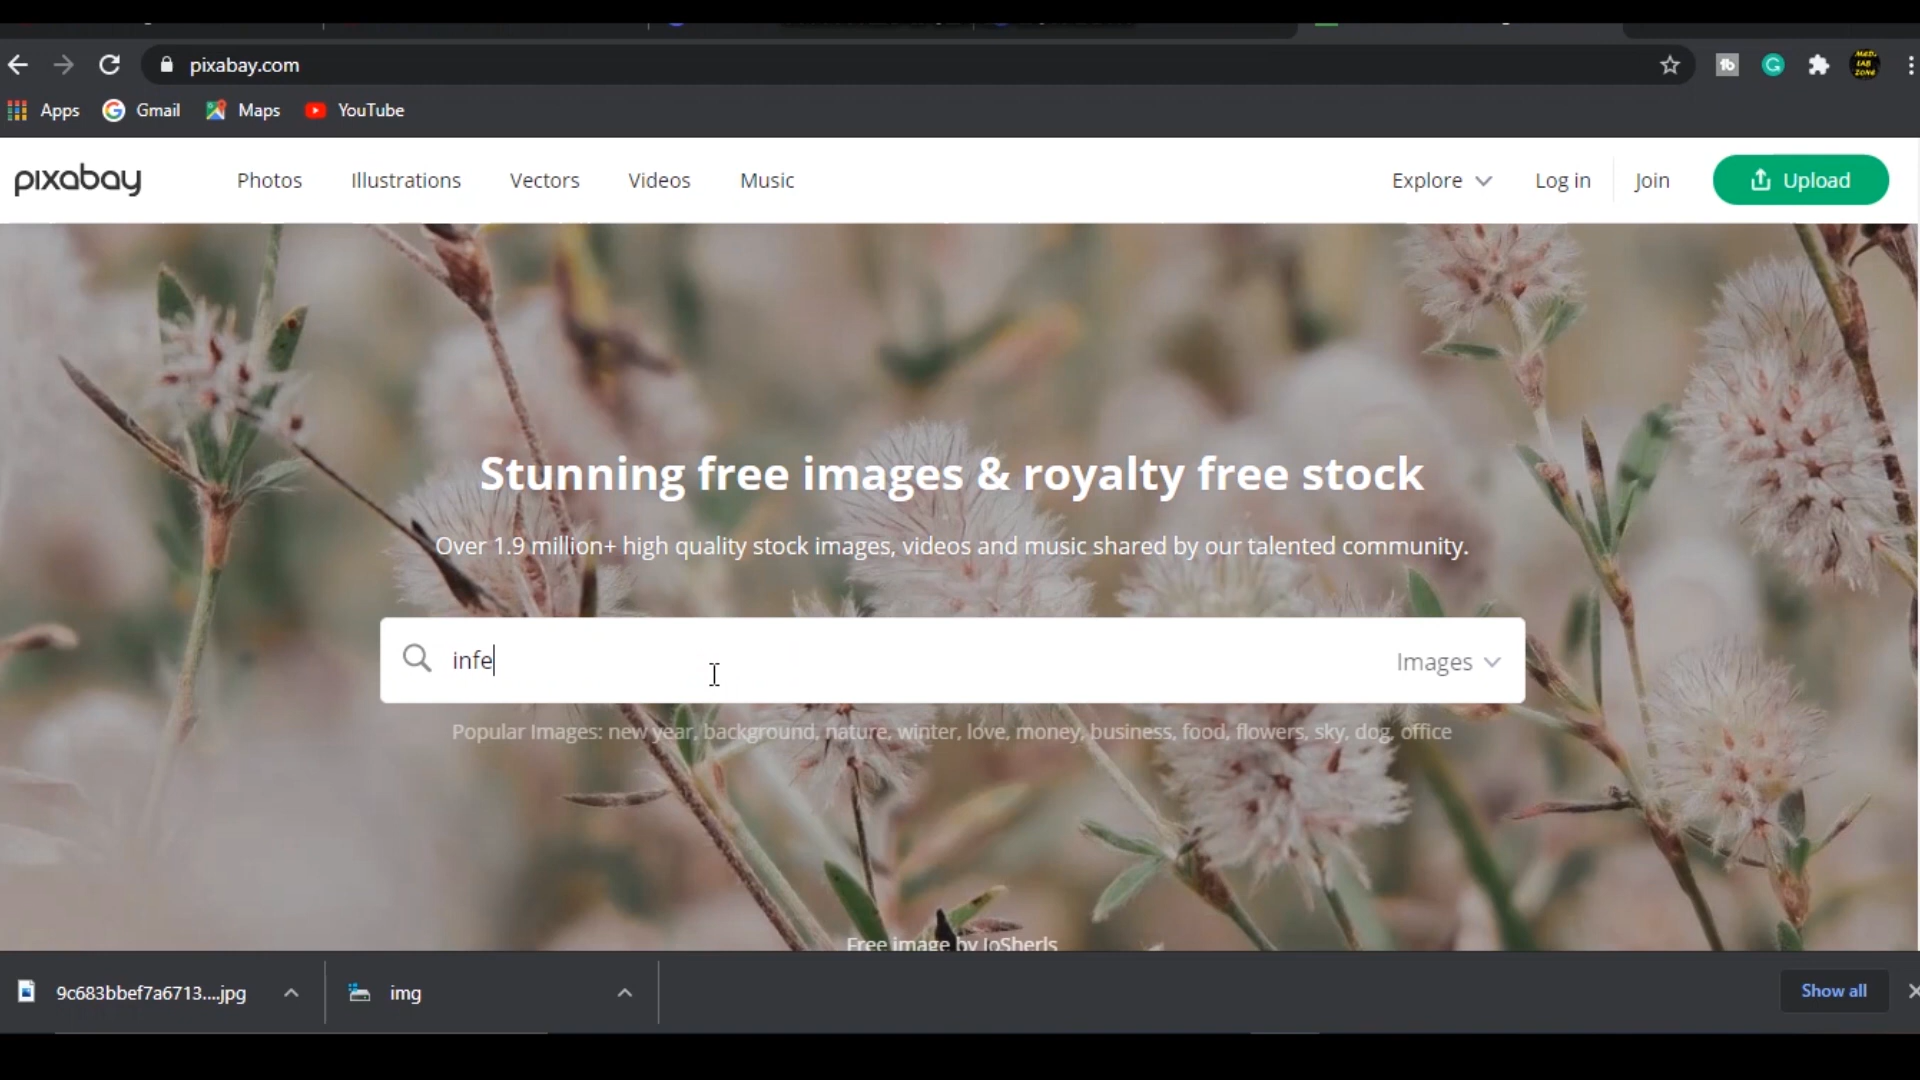 pixabay.com
Apps Gmail Maps YouTube
pixabay Photos Illustrations Vectors Videos Music Explore Log in Join Upload
Stunning free images & royalty free stock
Over 1.9 million+ high quality stock images, videos and music shared by our talented community.
infe Images
Popular Images: new year, background, nature, winter, love, money, business, food, flowers, sky, dog, office
Free image by JoSherls
9c683bbef7a6713....jpg img Show all